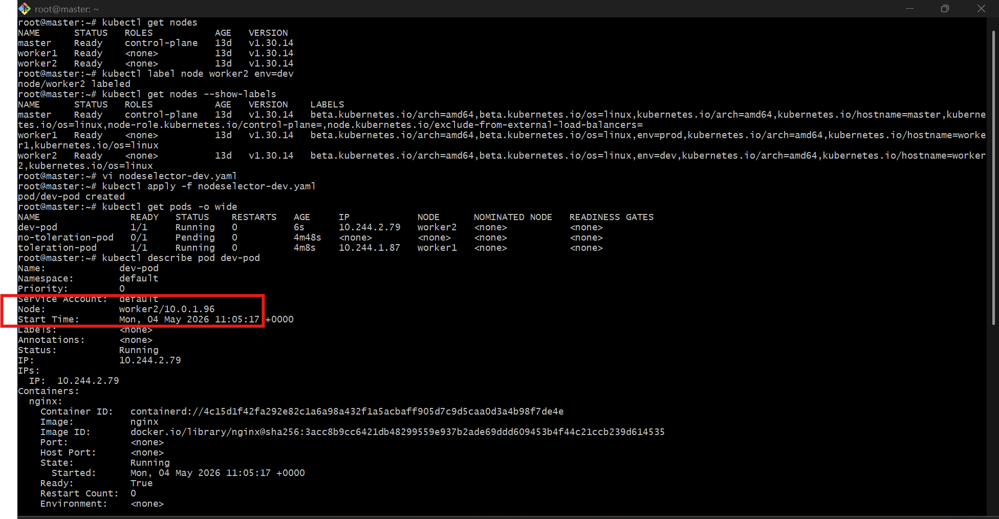 root@master: ~
root@master:~# kubectl get nodes
NAME      STATUS   ROLES           AGE   VERSION
master    Ready    control-plane   13d   v1.30.14
worker1   Ready    <none>          13d   v1.30.14
worker2   Ready    <none>          13d   v1.30.14
root@master:~# kubectl label node worker2 env=dev
node/worker2 labeled
root@master:~# kubectl get nodes --show-labels
NAME      STATUS   ROLES           AGE   VERSION    LABELS
master    Ready    control-plane   13d   v1.30.14   beta.kubernetes.io/arch=amd64,beta.kubernetes.io/os=linux,kubernetes.io/arch=amd64,kubernetes.io/hostname=master,kuberne
tes.io/os=linux,node-role.kubernetes.io/control-plane=,node.kubernetes.io/exclude-from-external-load-balancers=
worker1   Ready    <none>          13d   v1.30.14   beta.kubernetes.io/arch=amd64,beta.kubernetes.io/os=linux,env=prod,kubernetes.io/arch=amd64,kubernetes.io/hostname=worke
r1,kubernetes.io/os=linux
worker2   Ready    <none>          13d   v1.30.14   beta.kubernetes.io/arch=amd64,beta.kubernetes.io/os=linux,env=dev,kubernetes.io/arch=amd64,kubernetes.io/hostname=worker
2,kubernetes.io/os=linux
root@master:~# vi nodeselector-dev.yaml
root@master:~# kubectl apply -f nodeselector-dev.yaml
pod/dev-pod created
root@master:~# kubectl get pods -o wide
NAME                READY   STATUS    RESTARTS   AGE     IP            NODE      NOMINATED NODE   READINESS GATES
dev-pod             1/1     Running   0          6s      10.244.2.79   worker2   <none>           <none>
no-toleration-pod   0/1     Pending   0          4m48s   <none>        <none>    <none>           <none>
toleration-pod      1/1     Running   0          4m8s    10.244.1.87   worker1   <none>           <none>
root@master:~# kubectl describe pod dev-pod
Name:             dev-pod
Namespace:        default
Priority:         0
Service Account:  default
Node:             worker2/10.0.1.96
Start Time:       Mon, 04 May 2026 11:05:17 +0000
Labels:           <none>
Annotations:      <none>
Status:           Running
IP:               10.244.2.79
IPs:
  IP:  10.244.2.79
Containers:
  nginx:
    Container ID:   containerd://4c15d1f42fa292e82c1a6a98a432f1a5acbaff905d7c9d5caa0d3a4b98f7de4e
    Image:          nginx
    Image ID:       docker.io/library/nginx@sha256:3acc8b9cc6421db48299559e937b2ade69ddd609453b4f44c21ccb239d614535
    Port:           <none>
    Host Port:      <none>
    State:          Running
      Started:      Mon, 04 May 2026 11:05:17 +0000
    Ready:          True
    Restart Count:  0
    Environment:    <none>